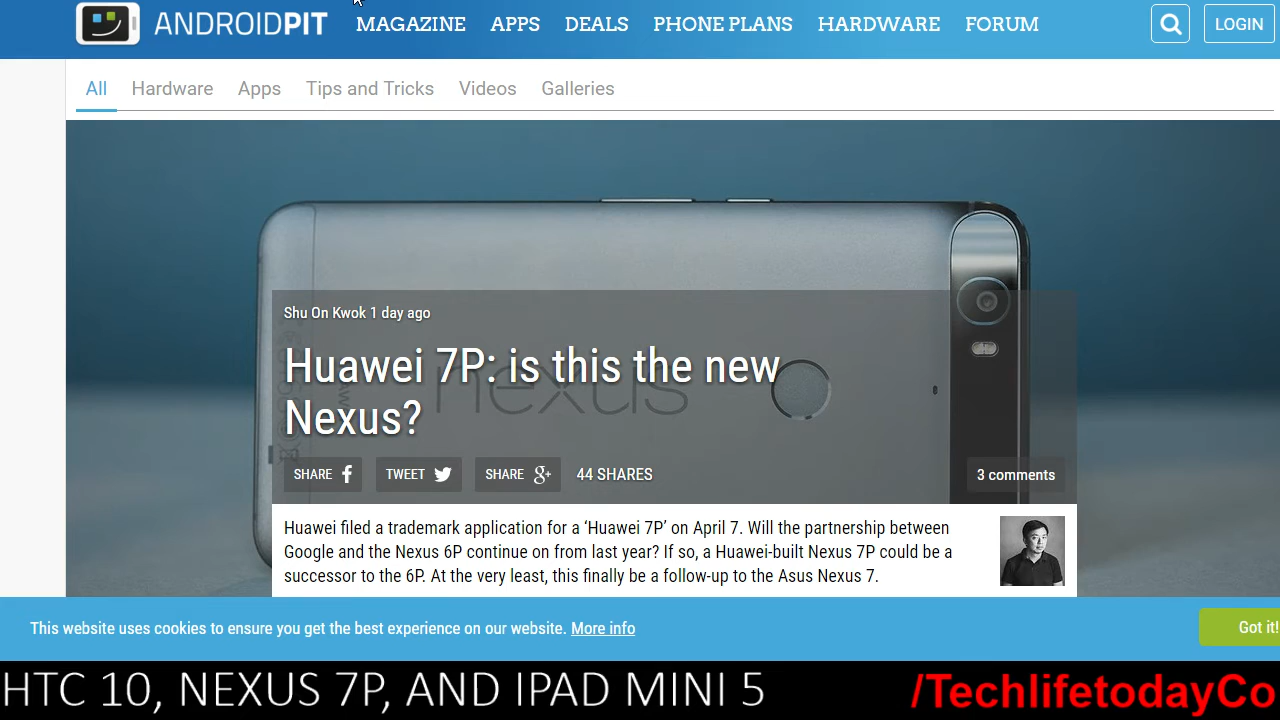 ANDROIDPIT
MAGAZINE APPS DEALS PHONE PLANS HARDWARE FORUM
LOGIN
All Hardware Apps Tips and Tricks Videos Galleries
Shu On Kwok 1 day ago
Huawei 7P: is this the new
Nexus?
nexus
SHARE TWEET SHARE 44 SHARES
3 comments
Huawei filed a trademark application for a ‘Huawei 7P’ on April 7. Will the partnership between
Google and the Nexus 6P continue on from last year? If so, a Huawei-built Nexus 7P could be a
successor to the 6P. At the very least, this finally be a follow-up to the Asus Nexus 7.
This website uses cookies to ensure you get the best experience on our website. More info
Got it!
HTC 10, NEXUS 7P, AND IPAD MINI 5
/TechlifetodayCo